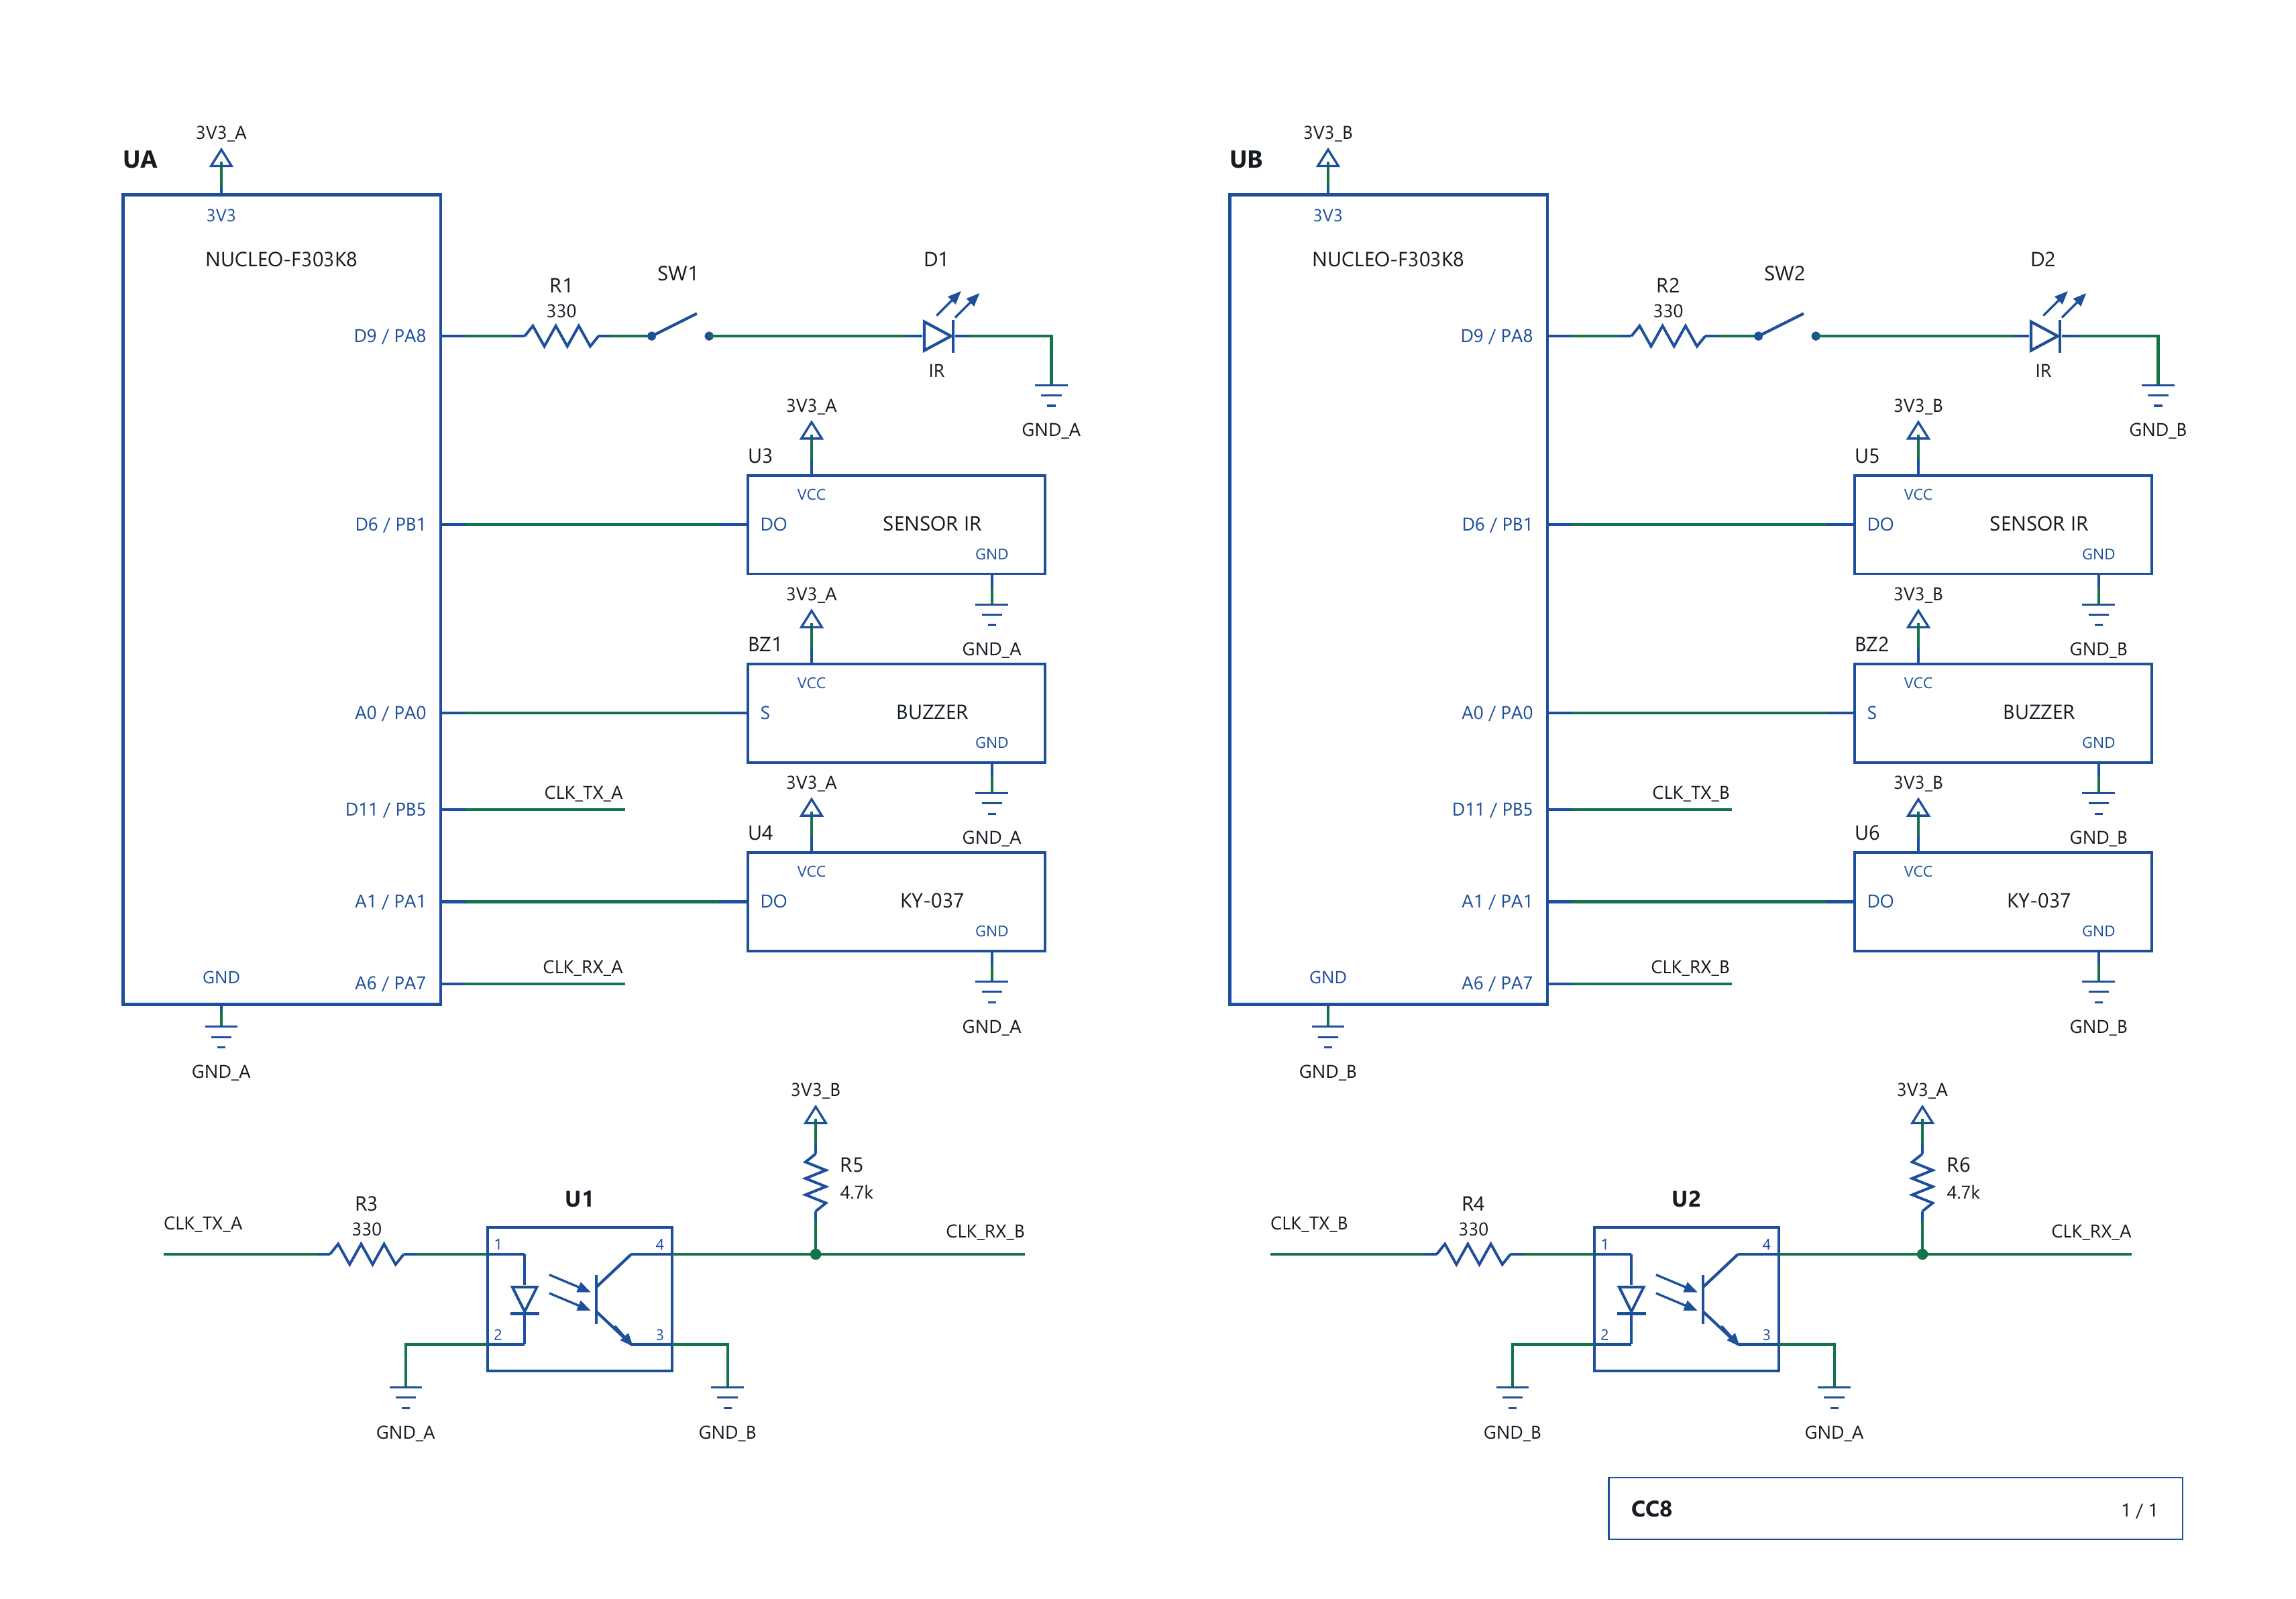 3V3_A
UA
3V3
NUCLEO-F303K8
D9 / PA8
R1
330
SW1
D1
IR
GND_A
D6 / PB1
3V3_A
U3
VCC
DO
SENSOR IR
GND
GND_A
A0 / PA0
3V3_A
BZ1
VCC
S
BUZZER
GND
GND_A
D11 / PB5
CLK_TX_A
3V3_A
U4
VCC
A1 / PA1
DO
KY-037
GND
GND_A
A6 / PA7
CLK_RX_A
GND
GND_A
3V3_B
UB
3V3
NUCLEO-F303K8
D9 / PA8
R2
330
SW2
D2
IR
GND_B
D6 / PB1
3V3_B
U5
VCC
DO
SENSOR IR
GND
GND_B
A0 / PA0
3V3_B
BZ2
VCC
S
BUZZER
GND
GND_B
D11 / PB5
CLK_TX_B
3V3_B
U6
VCC
A1 / PA1
DO
KY-037
GND
GND_B
A6 / PA7
CLK_RX_B
GND
GND_B
3V3_B
R5
4.7k
CLK_TX_A
R3
330
U1
1
4
2
3
CLK_RX_B
GND_A
GND_B
3V3_A
R6
4.7k
CLK_TX_B
R4
330
U2
1
4
2
3
CLK_RX_A
GND_B
GND_A
CC8
1 / 1